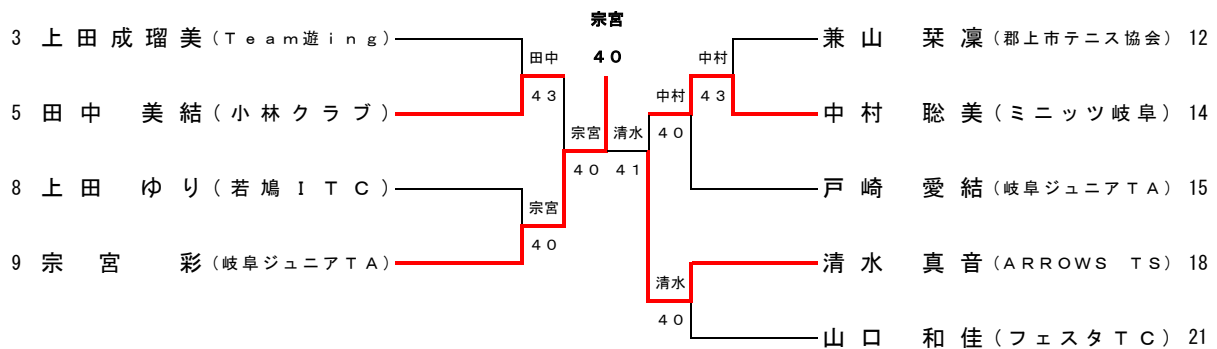 宗宮
3 上田成瑠美(Team遊ing)
兼山 栞凜(郡上市テニス協会) 12
田中
40
中村
43
中村
43
5 田中 美結(小林クラブ)
中村 聡美(ミニッツ岐阜) 14
宗宮
清水
40
40
41
8 上田 ゆり(若鳩ITC)
戸崎 愛結(岐阜ジュニアTA) 15
宗宮
40
9 宗宮 彩(岐阜ジュニアTA)
清水 真音(ARROWS TS) 18
清水
40
山口 和佳(フェスタTC) 21